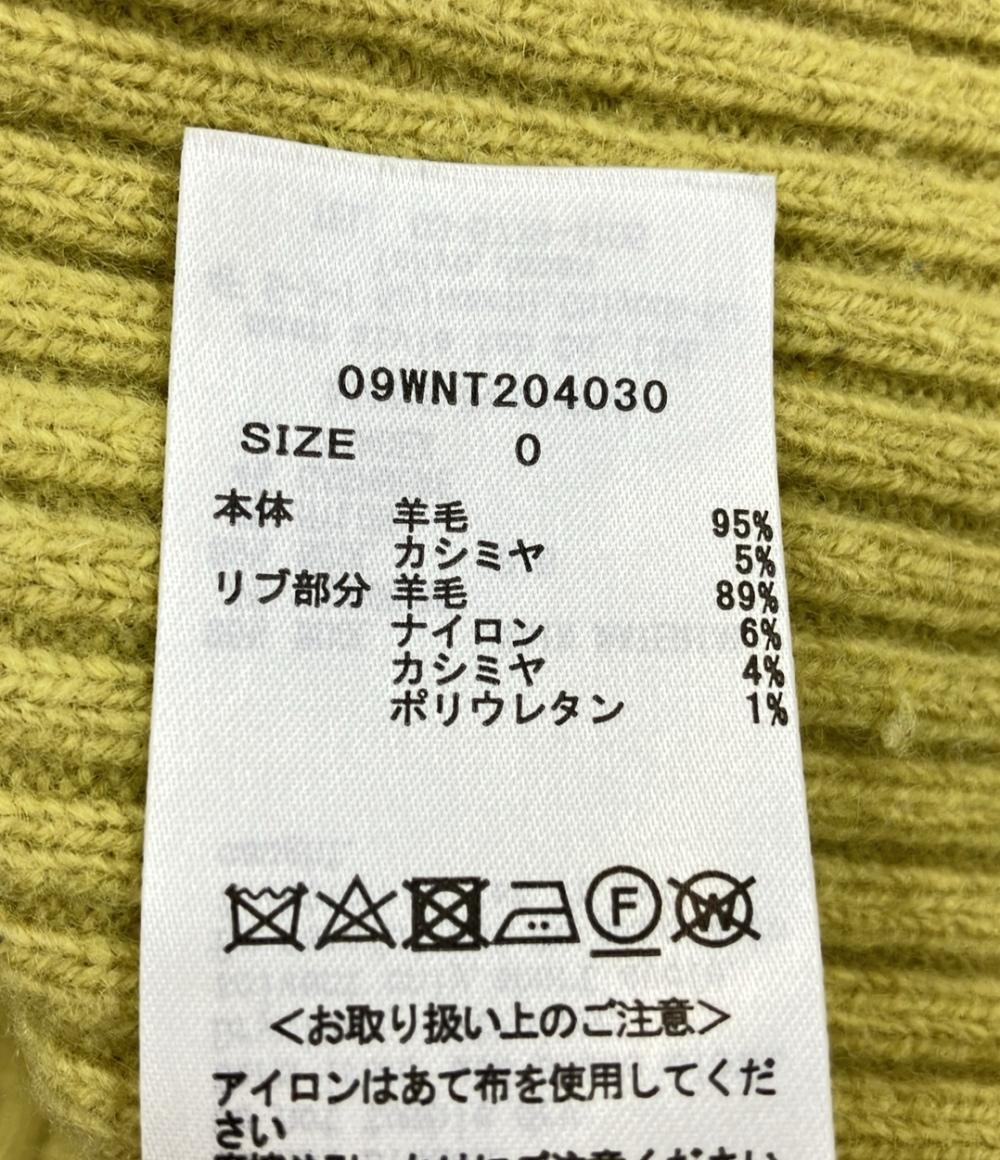 09WNT204030
SIZE 0
本体 羊毛 95%
カシミヤ 5%
リブ部分 羊毛 89%
ナイロン 6%
カシミヤ 4%
ポリウレタン 1%
F W
＜お取り扱い上のご注意＞
アイロンはあて布を使用してくだ
さい